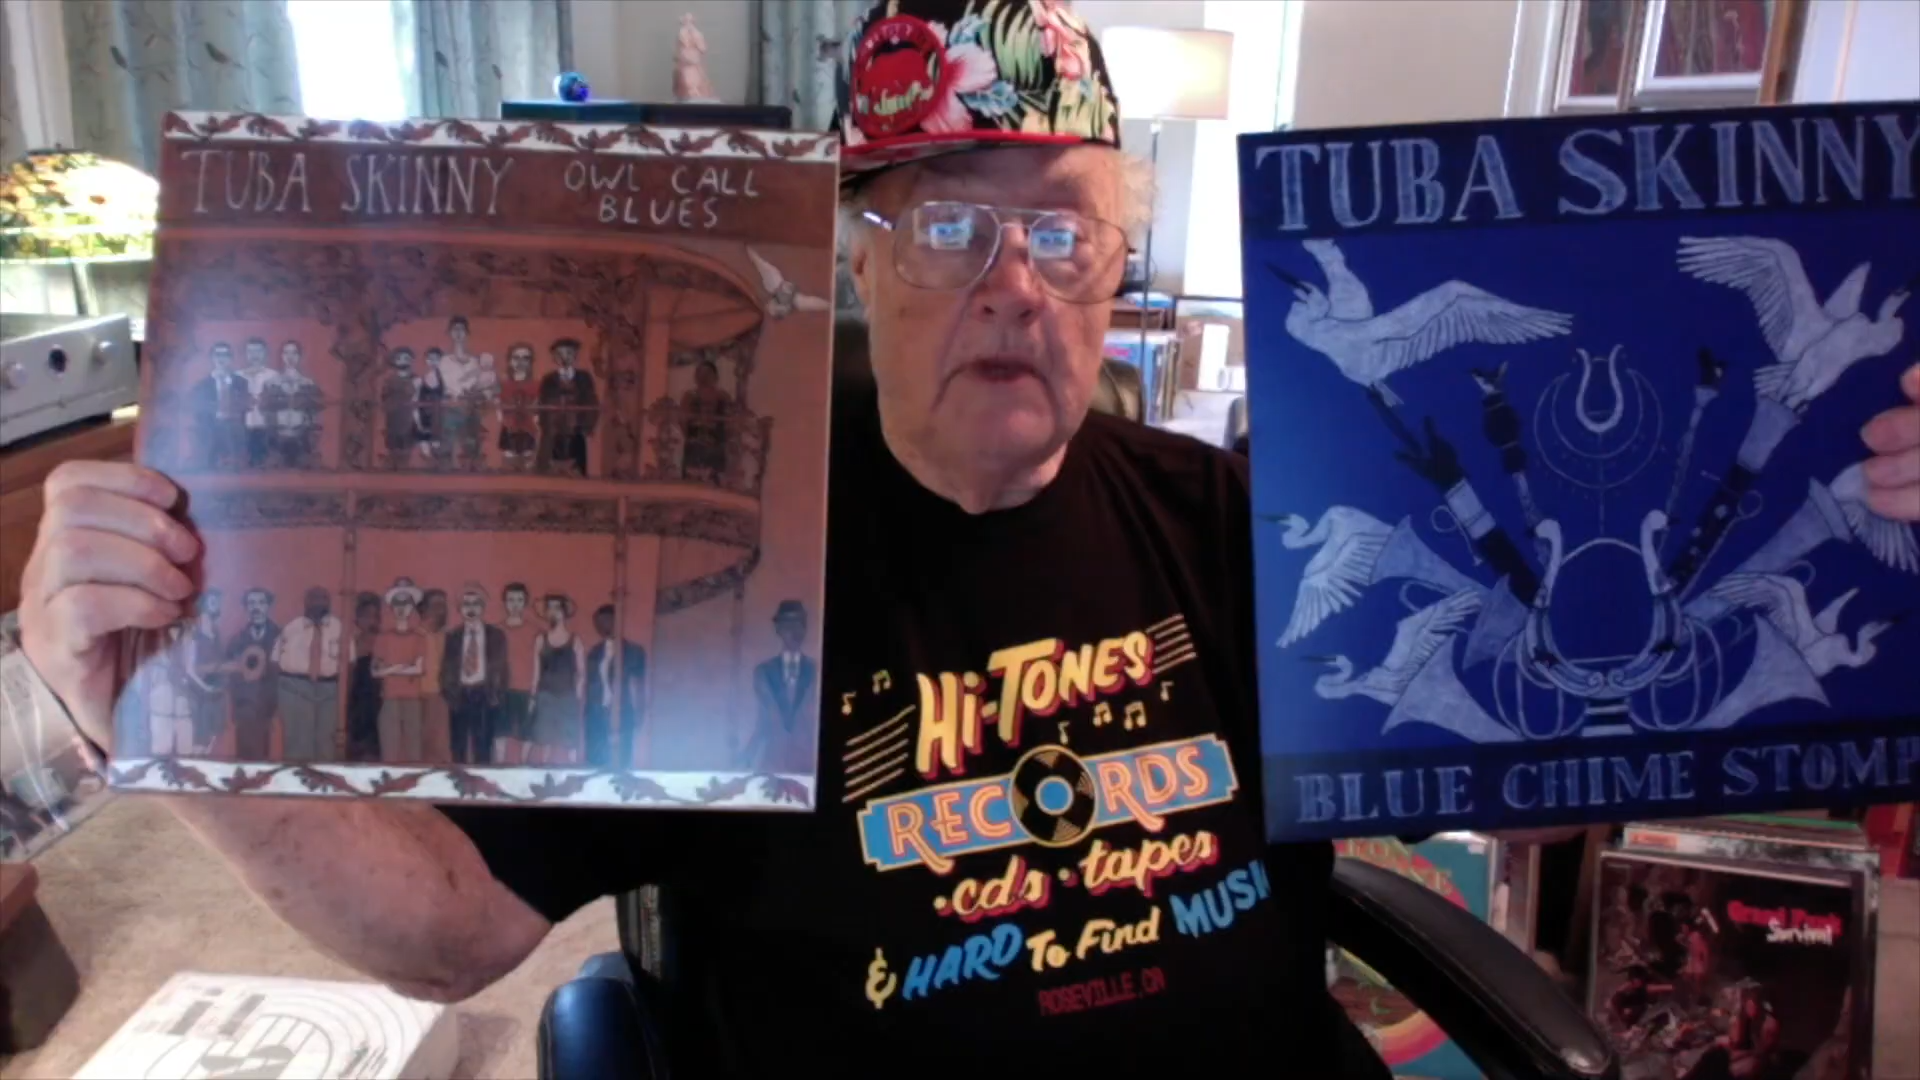 TUBA SKINNY
OWL CALL
BLUES
TUBA SKINNY
BLUE CHIME STOMP
Hi-TONES
RECORDS
•cds•tapes
& HARD To Find MUSIC
ROSEVILLE, CA
Grand Funk
Survival